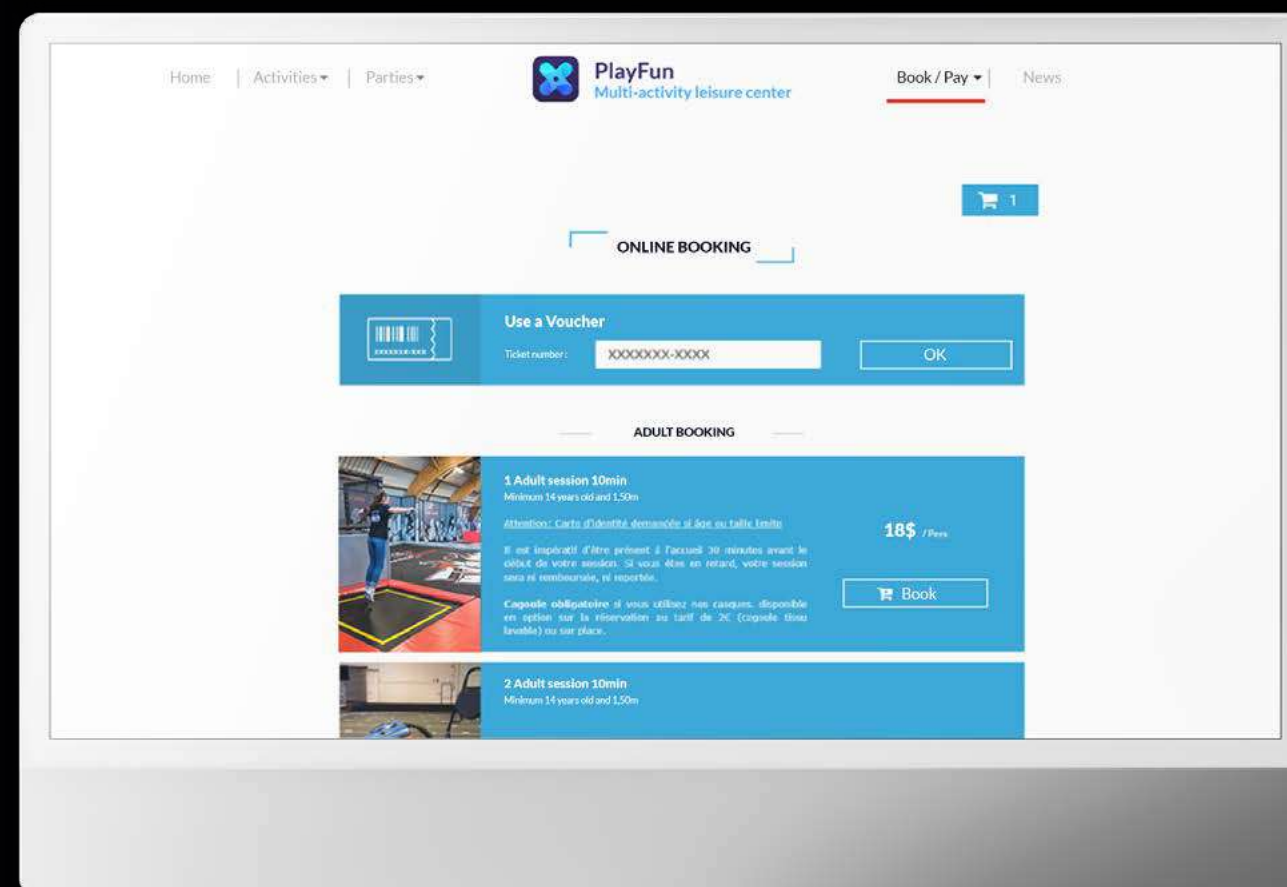 Home | Activities | Parties
PlayFun
Multi-activity leisure center
Book / Pay | News
1
ONLINE BOOKING
Use a Voucher
Ticket number :
XXXXXXX-XXXX
OK
XXXXXXX-XXX
ADULT BOOKING
1 Adult session 10min
Minimum 14 years old and 1,50m
Attention: Carte d'identité demandée si âge ou taille limite
Il est impératif d'être présent à l'accueil 30 minutes avant le
début de votre session. Si vous êtes en retard, votre session
sera ni remboursée, ni reportée.
Cagoule obligatoire si vous utilisez nos casques, disponible
en option sur la réservation au tarif de 2€ (cagoule tissu
lavable) ou sur place.
18$ / Pers
Book
2 Adult session 10min
Minimum 14 years old and 1,50m